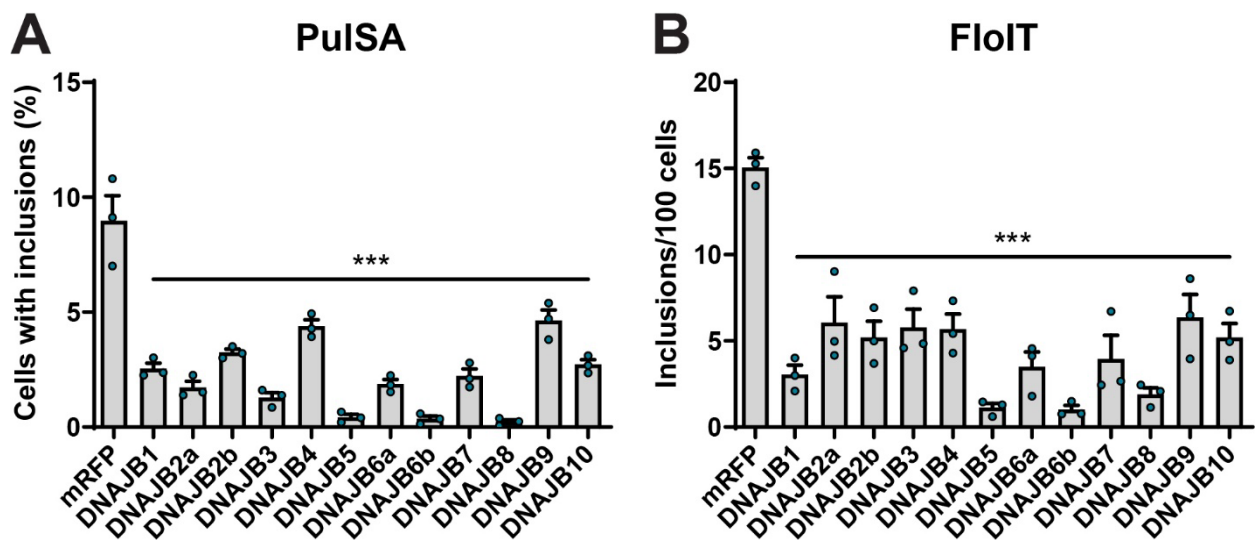 A
PulSA
Cells with inclusions (%)
15
10
5
0
***
mRFP
DNAJB1
DNAJB2a
DNAJB2b
DNAJB3
DNAJB4
DNAJB5
DNAJB6a
DNAJB6b
DNAJB7
DNAJB8
DNAJB9
DNAJB10
B
FloIT
Inclusions/100 cells
20
15
10
5
0
***
mRFP
DNAJB1
DNAJB2a
DNAJB2b
DNAJB3
DNAJB4
DNAJB5
DNAJB6a
DNAJB6b
DNAJB7
DNAJB8
DNAJB9
DNAJB10